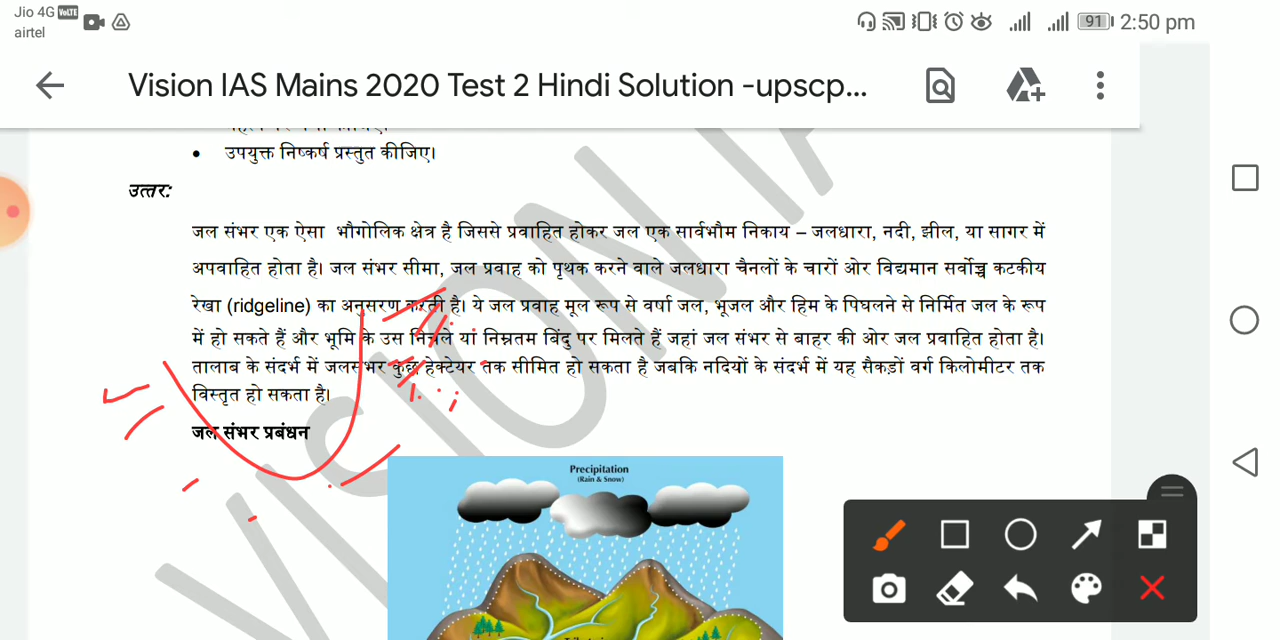 Jio 4G VoLTE
airtel
91 2:50 pm
Vision IAS Mains 2020 Test 2 Hindi Solution -upscp...
• उपयुक्त निष्कर्ष प्रस्तुत कीजिए।
उत्तर:
जल संभर एक ऐसा भौगोलिक क्षेत्र है जिससे प्रवाहित होकर जल एक सार्वभौम निकाय – जलधारा, नदी, झील, या सागर में
अपवाहित होता है। जल संभर सीमा, जल प्रवाह को पृथक करने वाले जलधारा चैनलों के चारों ओर विद्यमान सर्वोच्च कटकीय
रेखा (ridgeline) का अनुसरण करती है। ये जल प्रवाह मूल रूप से वर्षा जल, भूजल और हिम के पिघलने से निर्मित जल के रूप
में हो सकते हैं और भूमि के उस निचले या निम्नतम बिंदु पर मिलते हैं जहां जल संभर से बाहर की ओर जल प्रवाहित होता है।
तालाब के संदर्भ में जलसंभर कुछ हेक्टेयर तक सीमित हो सकता है जबकि नदियों के संदर्भ में यह सैकड़ों वर्ग किलोमीटर तक
विस्तृत हो सकता है।
जल संभर प्रबंधन
Precipitation
(Rain & Snow)
VISION IA